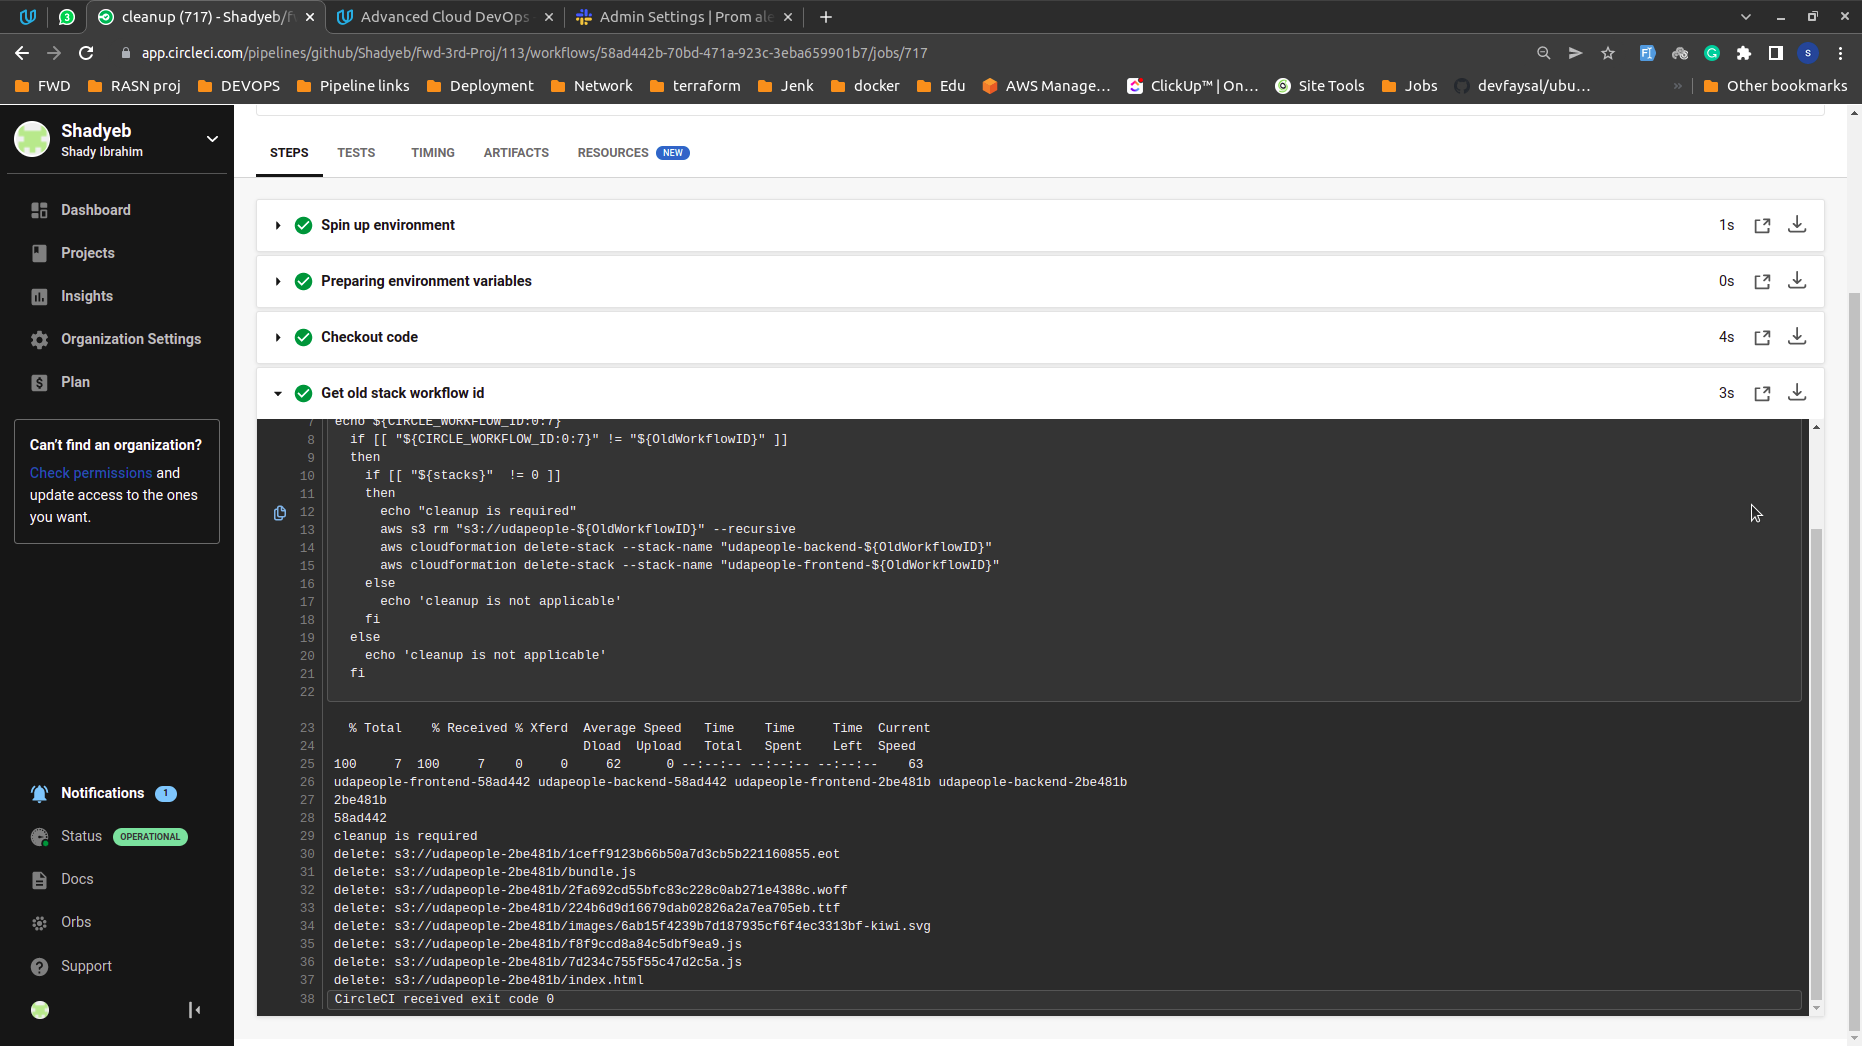 3
cleanup (717) - Shadyeb/f
Advanced Cloud DevOps
Admin Settings | Prom ale
app.circleci.com/pipelines/github/Shadyeb/fwd-3rd-Proj/113/workflows/58ad442b-70bd-471a-923c-3eba659901b7/jobs/717
S
FWD RASN proj DEVOPS Pipeline links Deployment Network terraform Jenk docker Edu AWS Manage... ClickUp™ | On... Site Tools Jobs devfaysal/ubu... » Other bookmarks
Shadyeb
Shady Ibrahim
Dashboard
Projects
Insights
Organization Settings
Plan
Can't find an organization?
Check permissions and
update access to the ones
you want.
Notifications 1
Status OPERATIONAL
Docs
Orbs
Support
STEPS TESTS TIMING ARTIFACTS RESOURCES NEW
Spin up environment 1s
Preparing environment variables 0s
Checkout code 4s
Get old stack workflow id 3s
7 echo ${CIRCLE_WORKFLOW_ID:0:7}
8 if [[ "${CIRCLE_WORKFLOW_ID:0:7}" != "${OldWorkflowID}" ]]
9 then
10 if [[ "${stacks}" != 0 ]]
11 then
12 echo "cleanup is required"
13 aws s3 rm "s3://udapeople-${OldWorkflowID}" --recursive
14 aws cloudformation delete-stack --stack-name "udapeople-backend-${OldWorkflowID}"
15 aws cloudformation delete-stack --stack-name "udapeople-frontend-${OldWorkflowID}"
16 else
17 echo 'cleanup is not applicable'
18 fi
19 else
20 echo 'cleanup is not applicable'
21 fi
22
23 % Total % Received % Xferd Average Speed Time Time Time Current
24 Dload Upload Total Spent Left Speed
25 100 7 100 7 0 0 62 0 --:--:-- --:--:-- --:--:-- 63
26 udapeople-frontend-58ad442 udapeople-backend-58ad442 udapeople-frontend-2be481b udapeople-backend-2be481b
27 2be481b
28 58ad442
29 cleanup is required
30 delete: s3://udapeople-2be481b/1ceff9123b66b50a7d3cb5b221160855.eot
31 delete: s3://udapeople-2be481b/bundle.js
32 delete: s3://udapeople-2be481b/2fa692cd55bfc83c228c0ab271e4388c.woff
33 delete: s3://udapeople-2be481b/224b6d9d16679dab02826a2a7ea705eb.ttf
34 delete: s3://udapeople-2be481b/images/6ab15f4239b7d187935cf6f4ec3313bf-kiwi.svg
35 delete: s3://udapeople-2be481b/f8f9ccd8a84c5dbf9ea9.js
36 delete: s3://udapeople-2be481b/7d234c755f55c47d2c5a.js
37 delete: s3://udapeople-2be481b/index.html
38 CircleCI received exit code 0